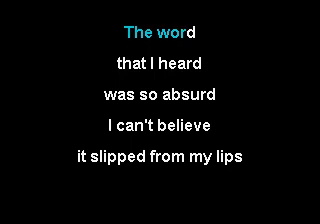 The word
that I heard
was so absurd
I can't believe
it slipped from my lips